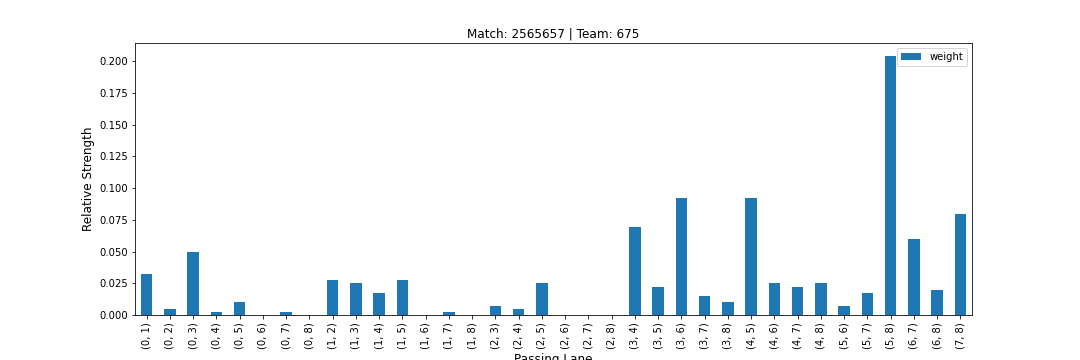 Match: 2565657 | Team: 675
weight
Relative Strength
0.200
0.175
0.150
0.125
0.100
0.075
0.050
0.025
0.000
(0, 1) (0, 2) (0, 3) (0, 4) (0, 5) (0, 6) (0, 7) (0, 8) (1, 2) (1, 3) (1, 4) (1, 5) (1, 6) (1, 7) (1, 8) (2, 3) (2, 4) (2, 5) (2, 6) (2, 7) (2, 8) (3, 4) (3, 5) (3, 6) (3, 7) (3, 8) (4, 5) (4, 6) (4, 7) (4, 8) (5, 6) (5, 7) (5, 8) (6, 7) (6, 8) (7, 8)
Passing Lane